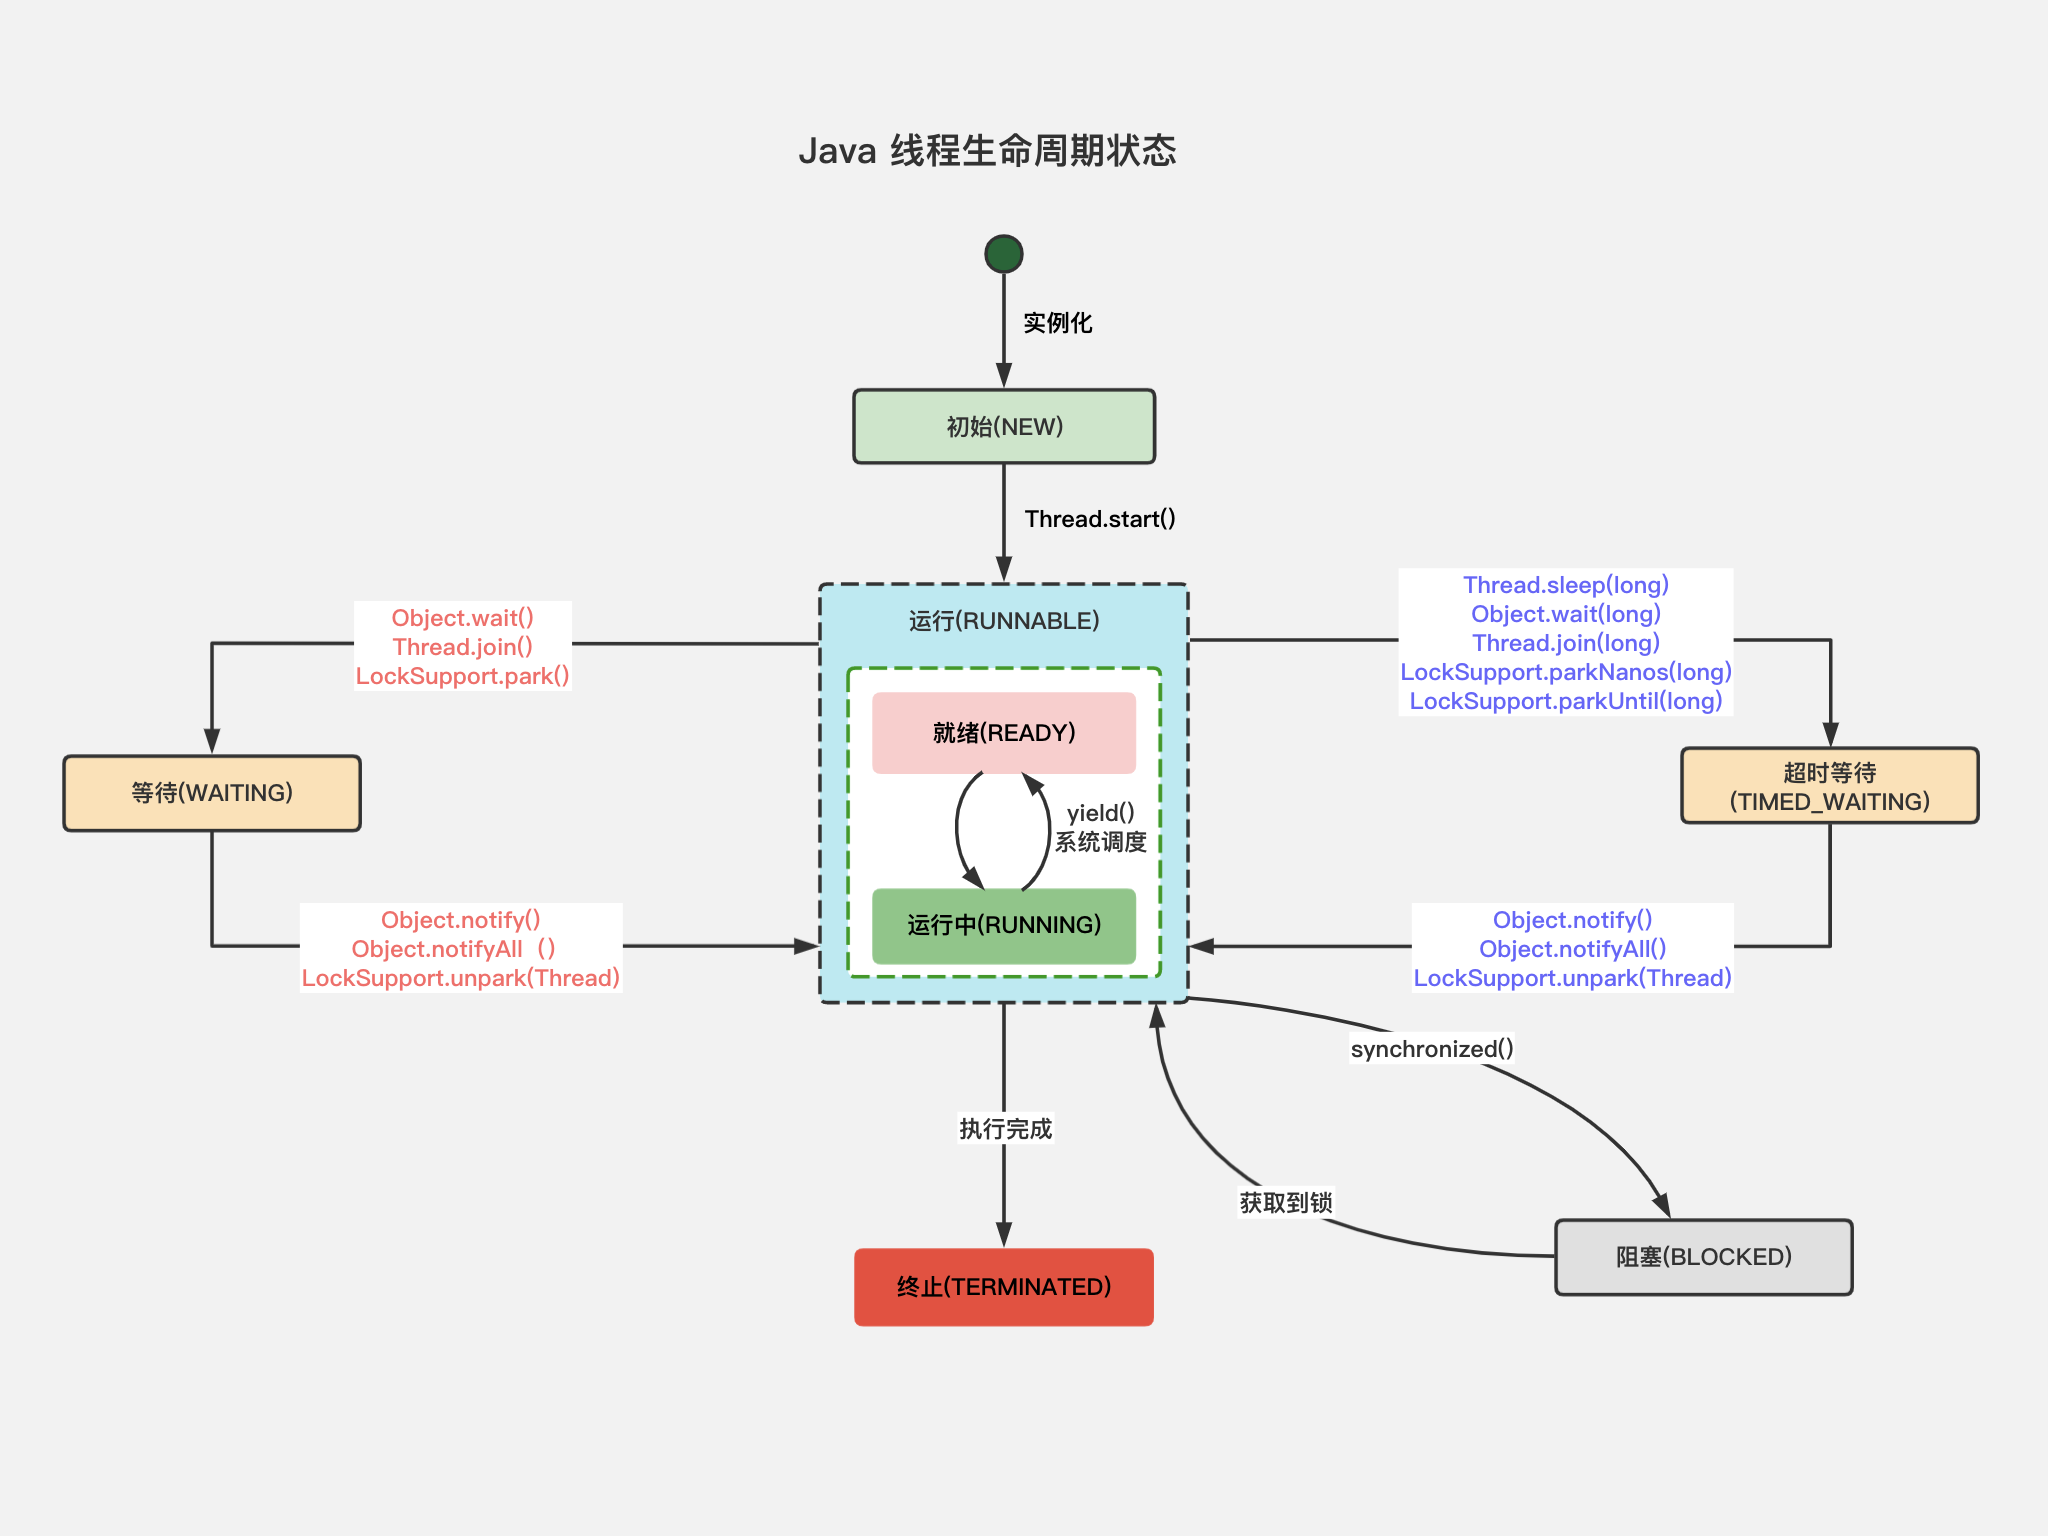 Java 线程生命周期状态
实例化
初始(NEW)
Thread.start()
运行(RUNNABLE)
Object.wait()
Thread.join()
LockSupport.park()
Thread.sleep(long)
Object.wait(long)
Thread.join(long)
LockSupport.parkNanos(long)
LockSupport.parkUntil(long)
就绪(READY)
等待(WAITING)
超时等待
(TIMED_WAITING)
yield()
系统调度
运行中(RUNNING)
Object.notify()
Object.notifyAll（）
LockSupport.unpark(Thread)
Object.notify()
Object.notifyAll()
LockSupport.unpark(Thread)
synchronized()
执行完成
获取到锁
阻塞(BLOCKED)
终止(TERMINATED)